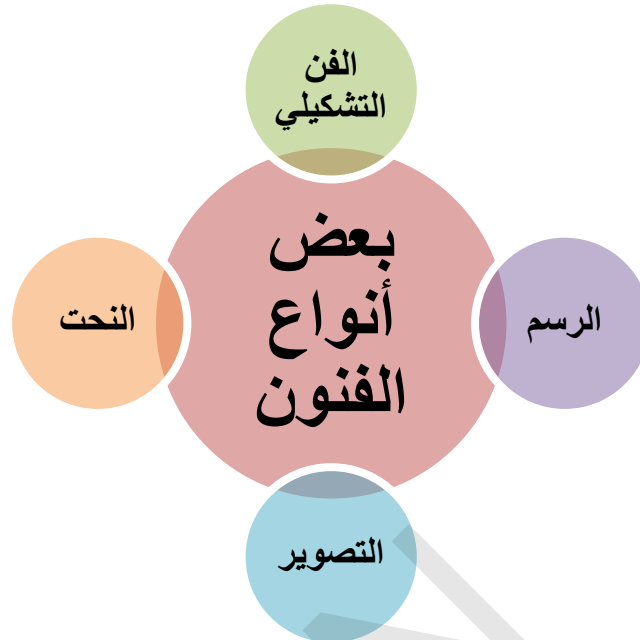 الفن
التشكيلي
بعض
أنواع
الفنون
الرسم
النحت
التصوير